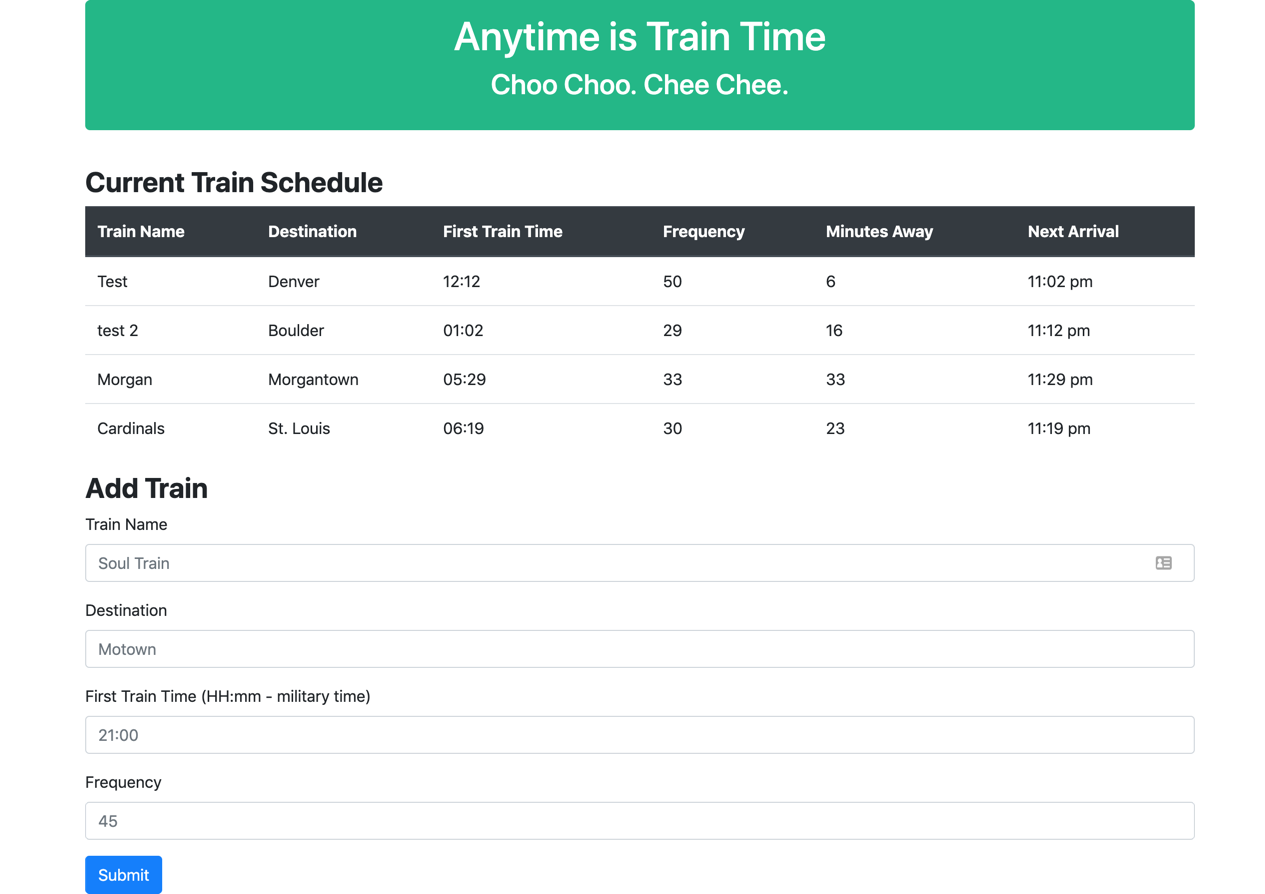 Anytime is Train Time
Choo Choo. Chee Chee.
Current Train Schedule
Train Name Destination First Train Time Frequency Minutes Away Next Arrival
Test Denver 12:12 50 6 11:02 pm
test 2 Boulder 01:02 29 16 11:12 pm
Morgan Morgantown 05:29 33 33 11:29 pm
Cardinals St. Louis 06:19 30 23 11:19 pm
Add Train
Train Name
Soul Train
Destination
Motown
First Train Time (HH:mm - military time)
21:00
Frequency
45
Submit